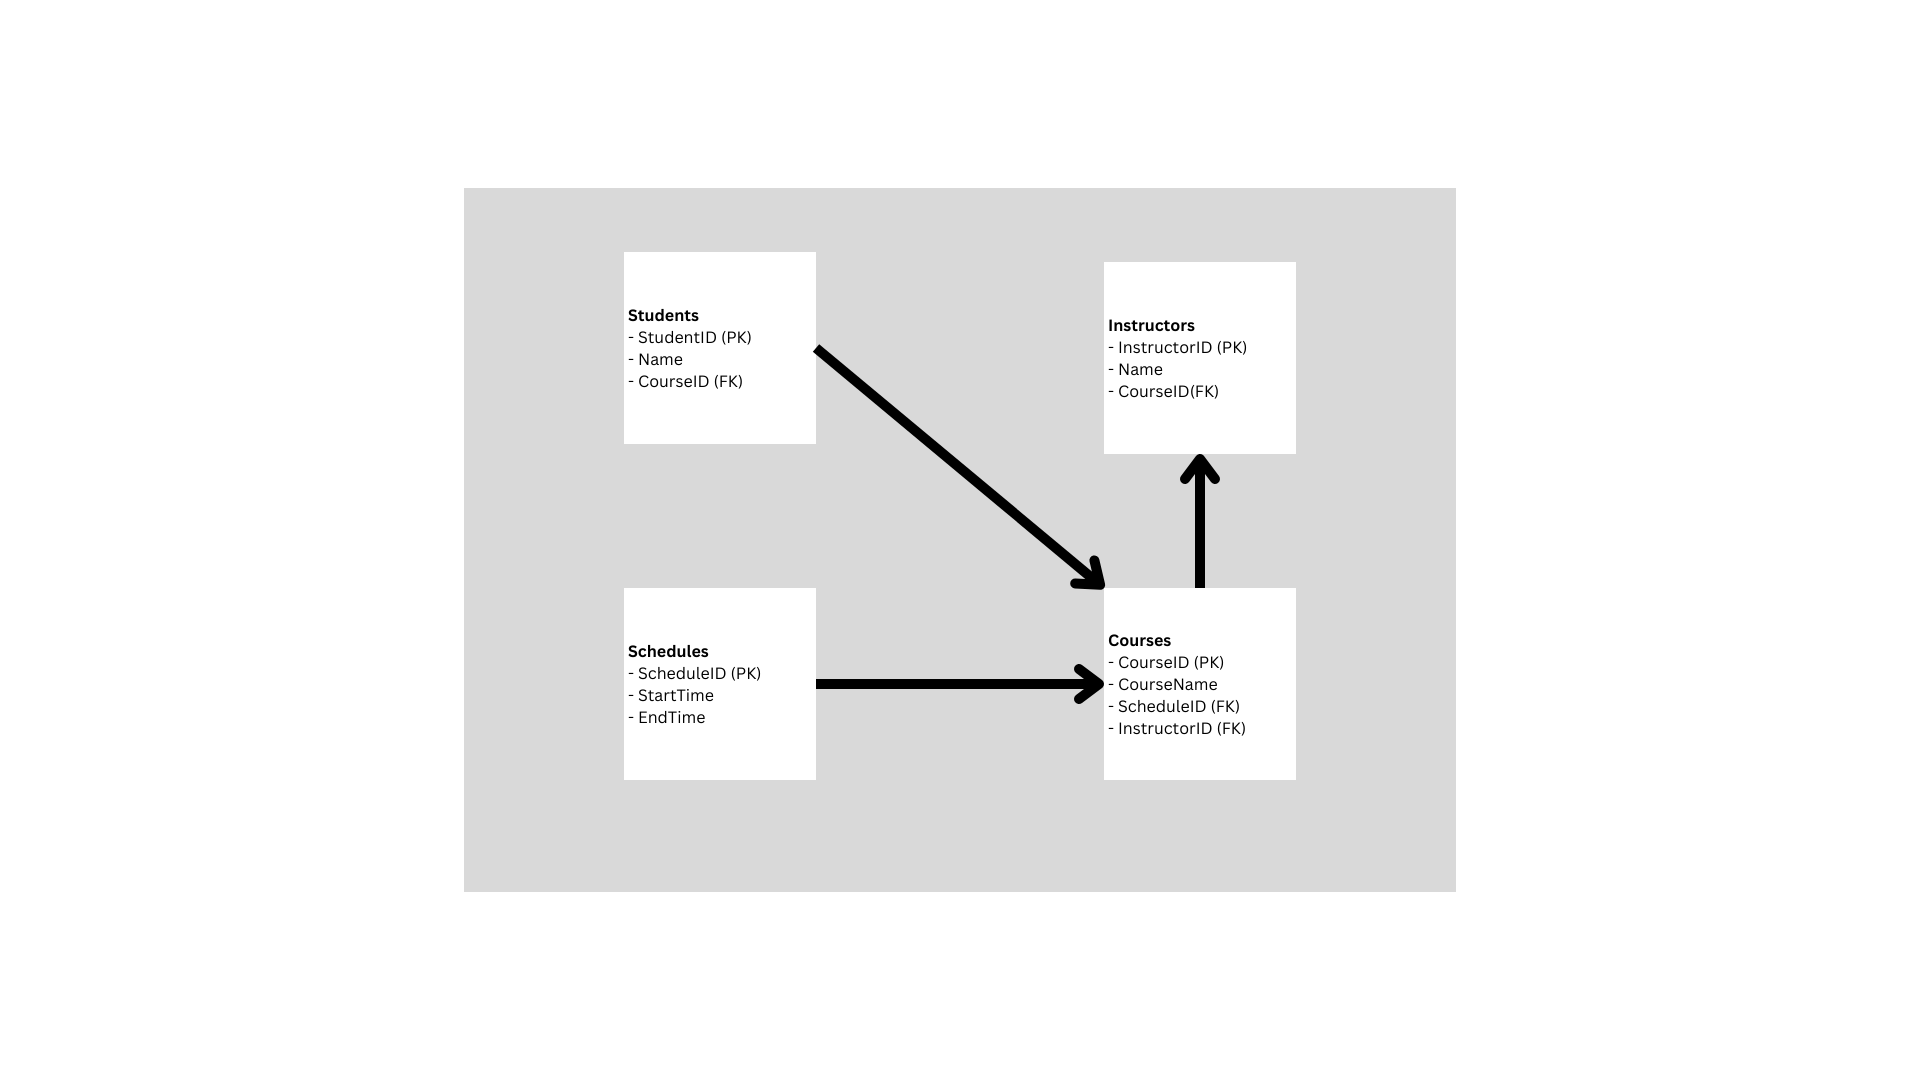 Students
- StudentID (PK)
- Name
- CourseID (FK)
Instructors
- InstructorID (PK)
- Name
- CourseID(FK)
Schedules
- ScheduleID (PK)
- StartTime
- EndTime
Courses
- CourseID (PK)
- CourseName
- ScheduleID (FK)
- InstructorID (FK)